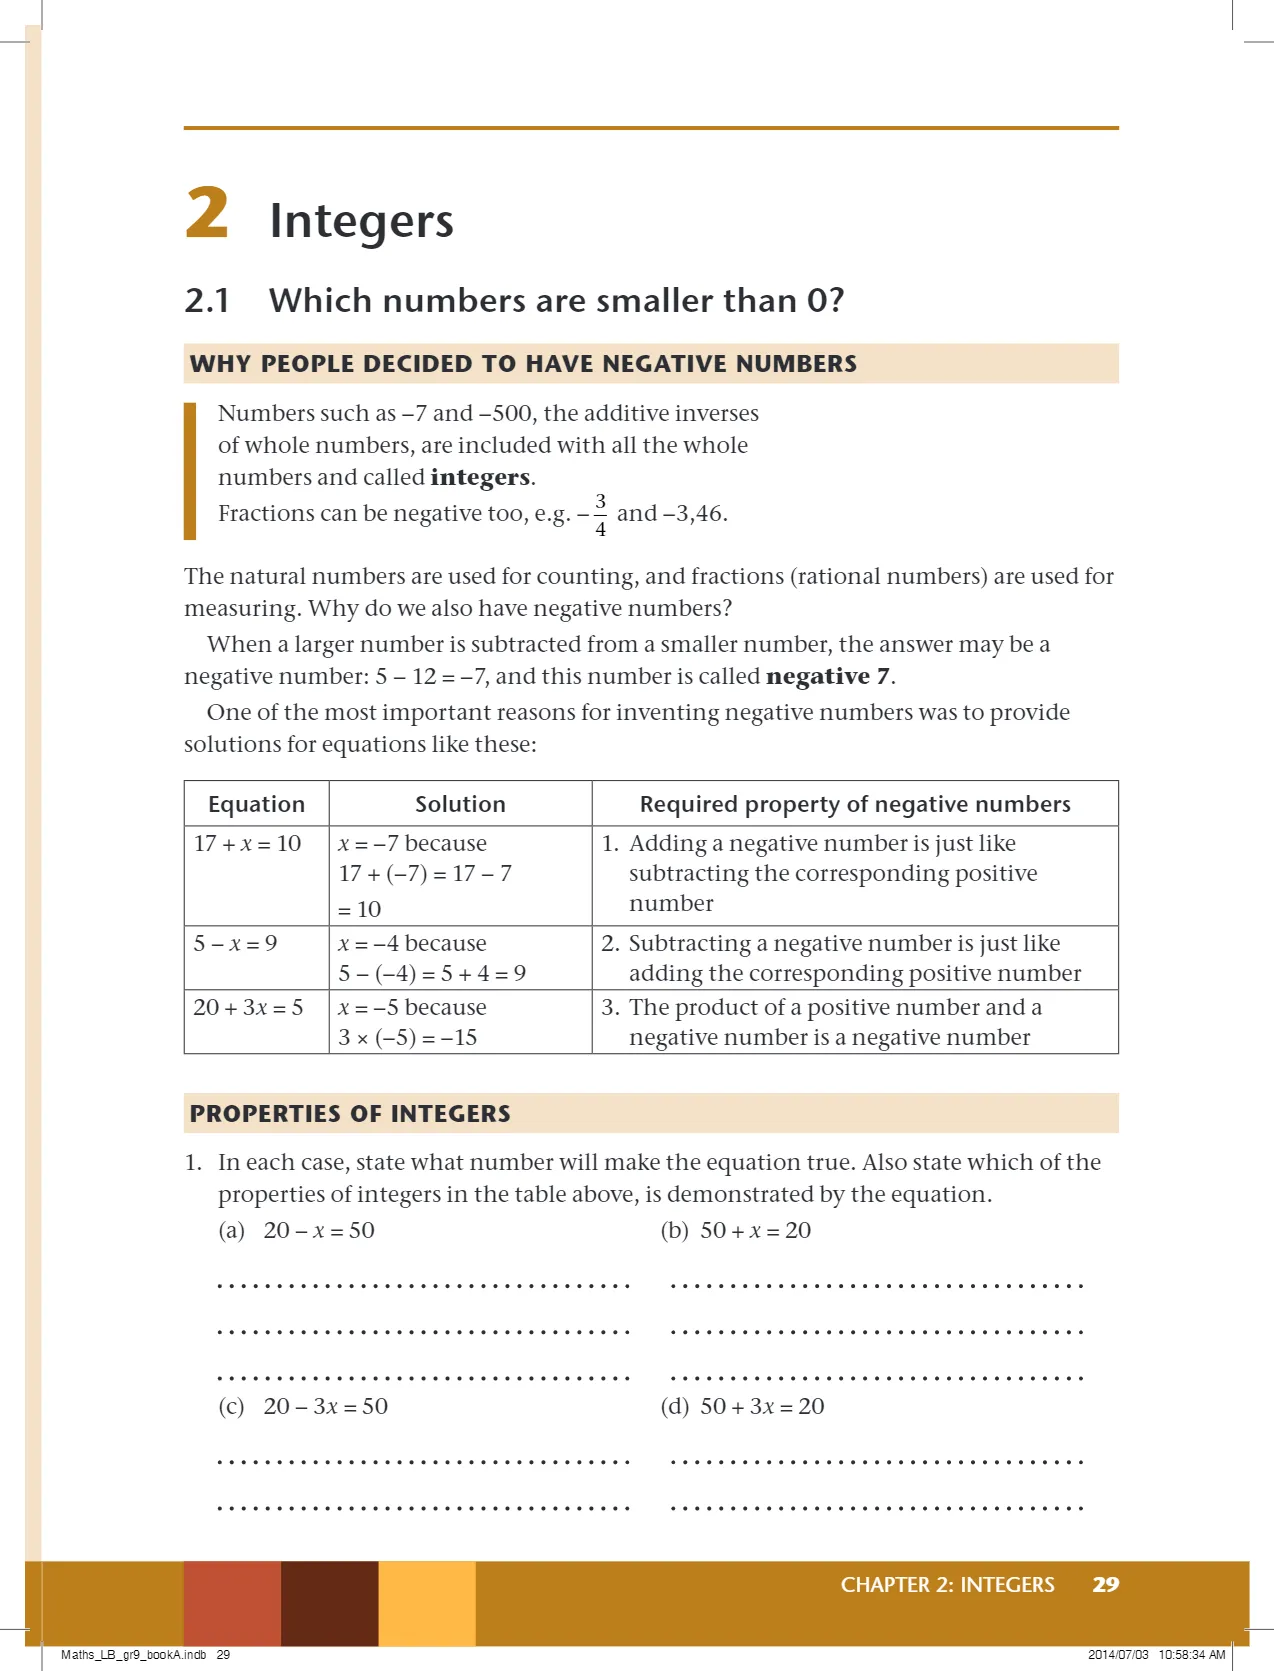 2 Integers
2.1 Which numbers are smaller than 0?
WHY PEOPLE DECIDED TO HAVE NEGATIVE NUMBERS
Numbers such as –7 and –500, the additive inverses
of whole numbers, are included with all the whole
numbers and called integers.
Fractions can be negative too, e.g. –3/4 and –3,46.
The natural numbers are used for counting, and fractions (rational numbers) are used for
measuring. Why do we also have negative numbers?
When a larger number is subtracted from a smaller number, the answer may be a
negative number: 5 – 12 = –7, and this number is called negative 7.
One of the most important reasons for inventing negative numbers was to provide
solutions for equations like these:
Equation Solution Required property of negative numbers
17 + x = 10
x = –7 because
17 + (–7) = 17 – 7
= 10
1. Adding a negative number is just like
subtracting the corresponding positive
number
5 – x = 9
x = –4 because
5 – (–4) = 5 + 4 = 9
2. Subtracting a negative number is just like
adding the corresponding positive number
20 + 3x = 5
x = –5 because
3 × (–5) = –15
3. The product of a positive number and a
negative number is a negative number
PROPERTIES OF INTEGERS
1. In each case, state what number will make the equation true. Also state which of the
properties of integers in the table above, is demonstrated by the equation.
(a) 20 – x = 50 (b) 50 + x = 20
(c) 20 – 3x = 50 (d) 50 + 3x = 20
CHAPTER 2: INTEGERS 29
Maths_LB_gr9_bookA.indb 29 2014/07/03 10:58:34 AM